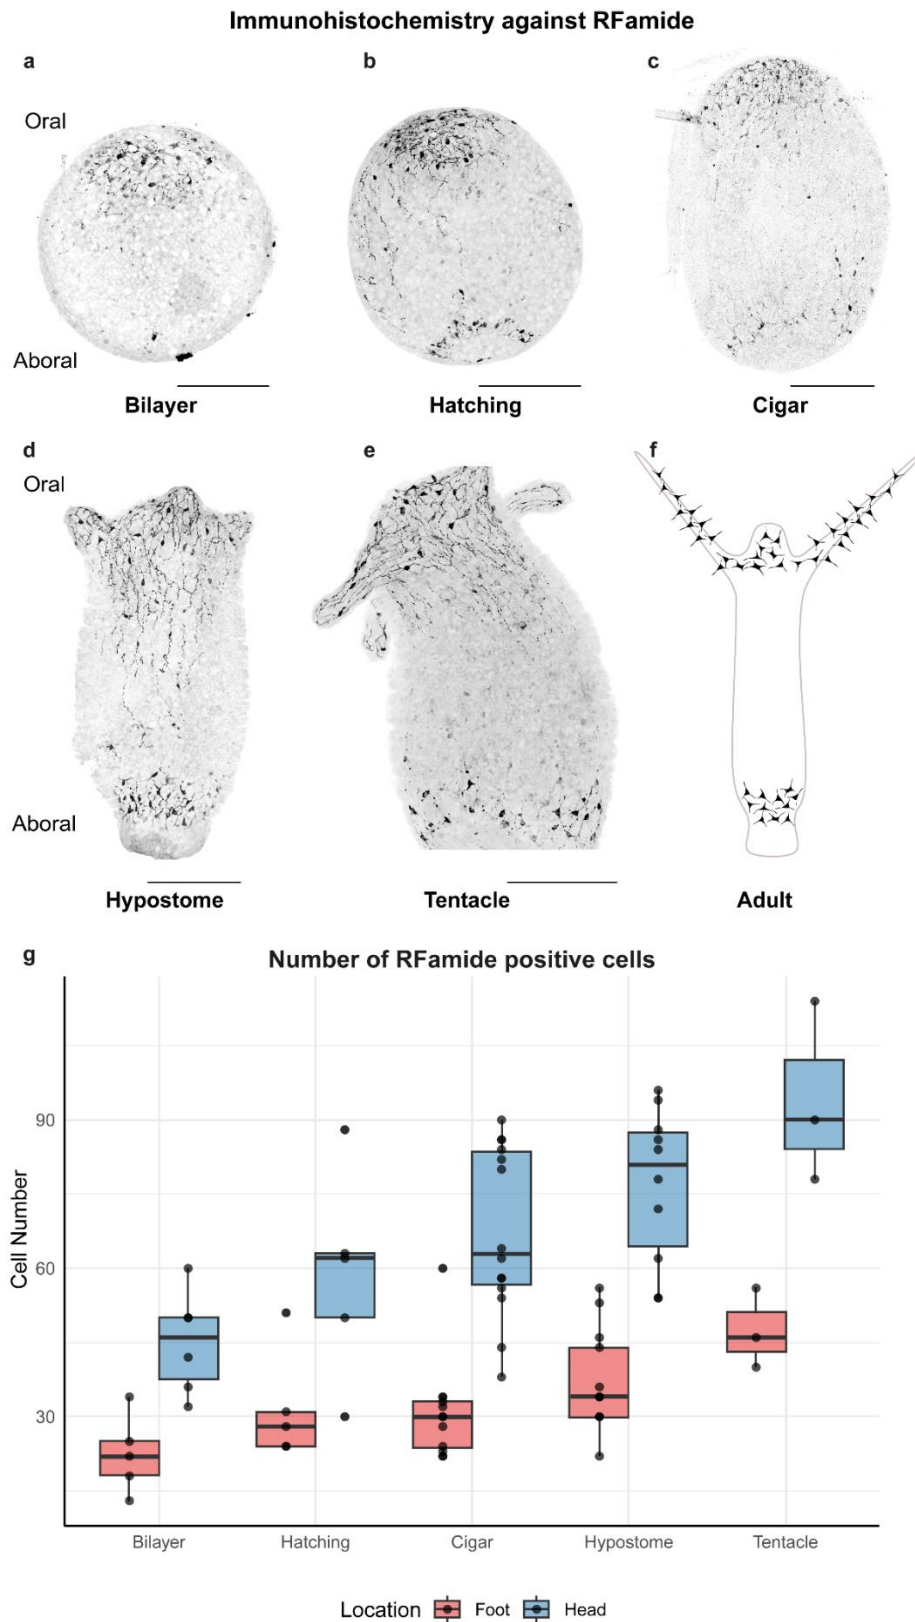 Immunohistochemistry against RFamide
a
b
c
Oral
Aboral
Bilayer
Hatching
Cigar
d
e
f
Oral
Aboral
Hypostome
Tentacle
Adult
g
Number of RFamide positive cells
Cell Number
90
60
30
Bilayer
Hatching
Cigar
Hypostome
Tentacle
Location
Foot
Head